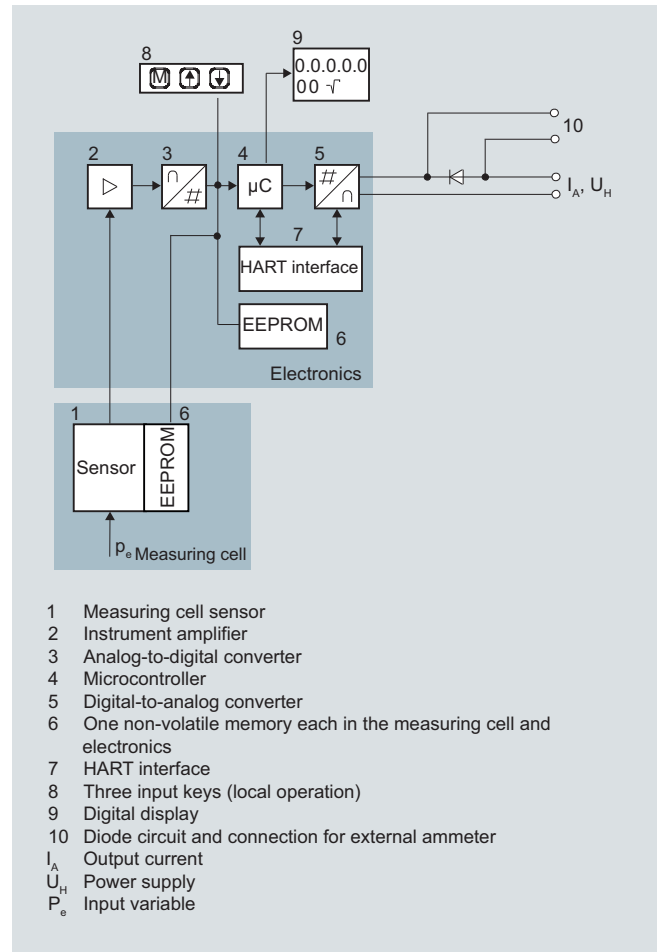 9
8
M
0.0.0.0.0
00 √
10
2 3 4 5
µC
# 
∩
∩
#
I_A, U_H
7
HART interface
EEPROM
6
Electronics
1 6
Sensor
EEPROM
p_e Measuring cell
1 Measuring cell sensor
2 Instrument amplifier
3 Analog-to-digital converter
4 Microcontroller
5 Digital-to-analog converter
6 One non-volatile memory each in the measuring cell and
electronics
7 HART interface
8 Three input keys (local operation)
9 Digital display
10 Diode circuit and connection for external ammeter
I_A Output current
U_H Power supply
P_e Input variable